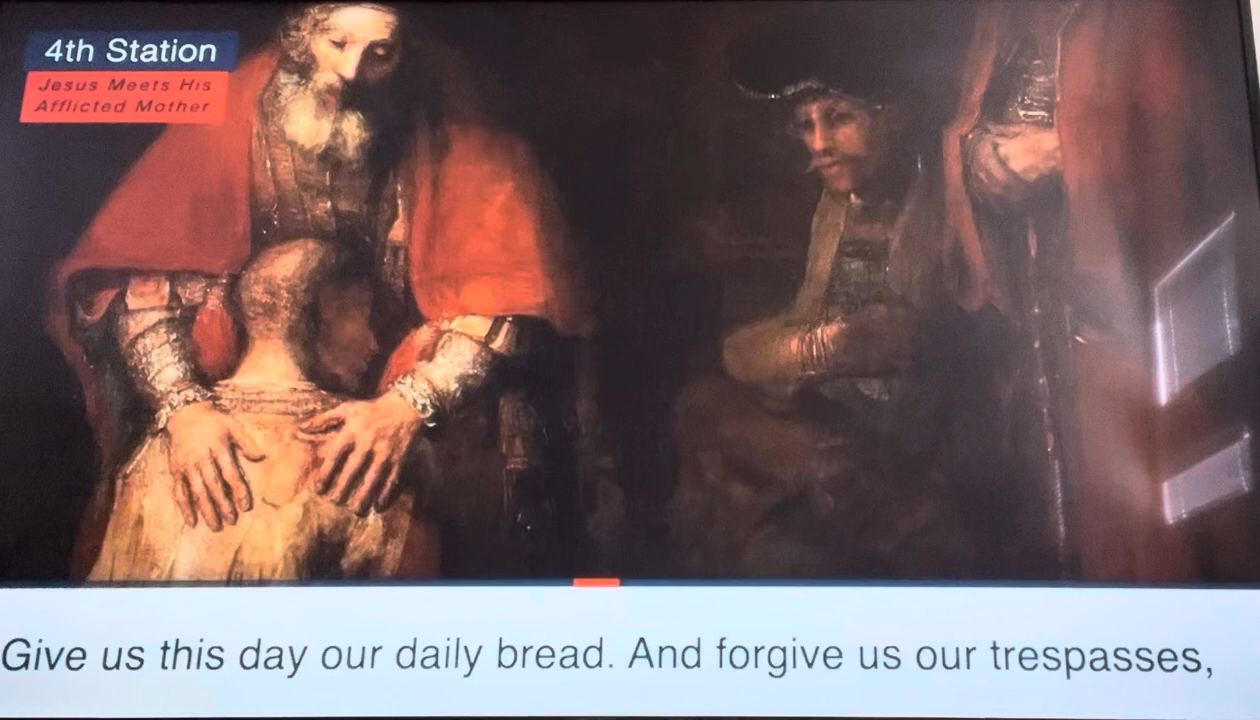 4th Station
Jesus Meets His
Afflicted Mother
Give us this day our daily bread. And forgive us our trespasses,